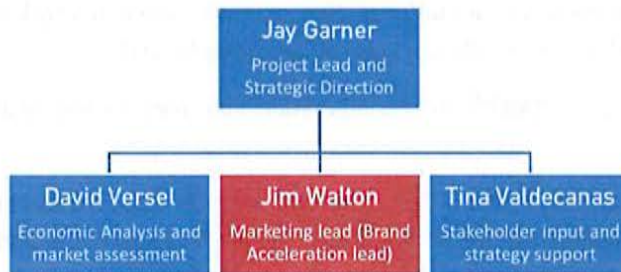 Jay Garner
Project Lead and
Strategic Direction
David Versel
Economic Analysis and
market assessment
Jim Walton
Marketing lead (Brand
Acceleration lead)
Tina Valdecanas
Stakeholder input and
strategy support